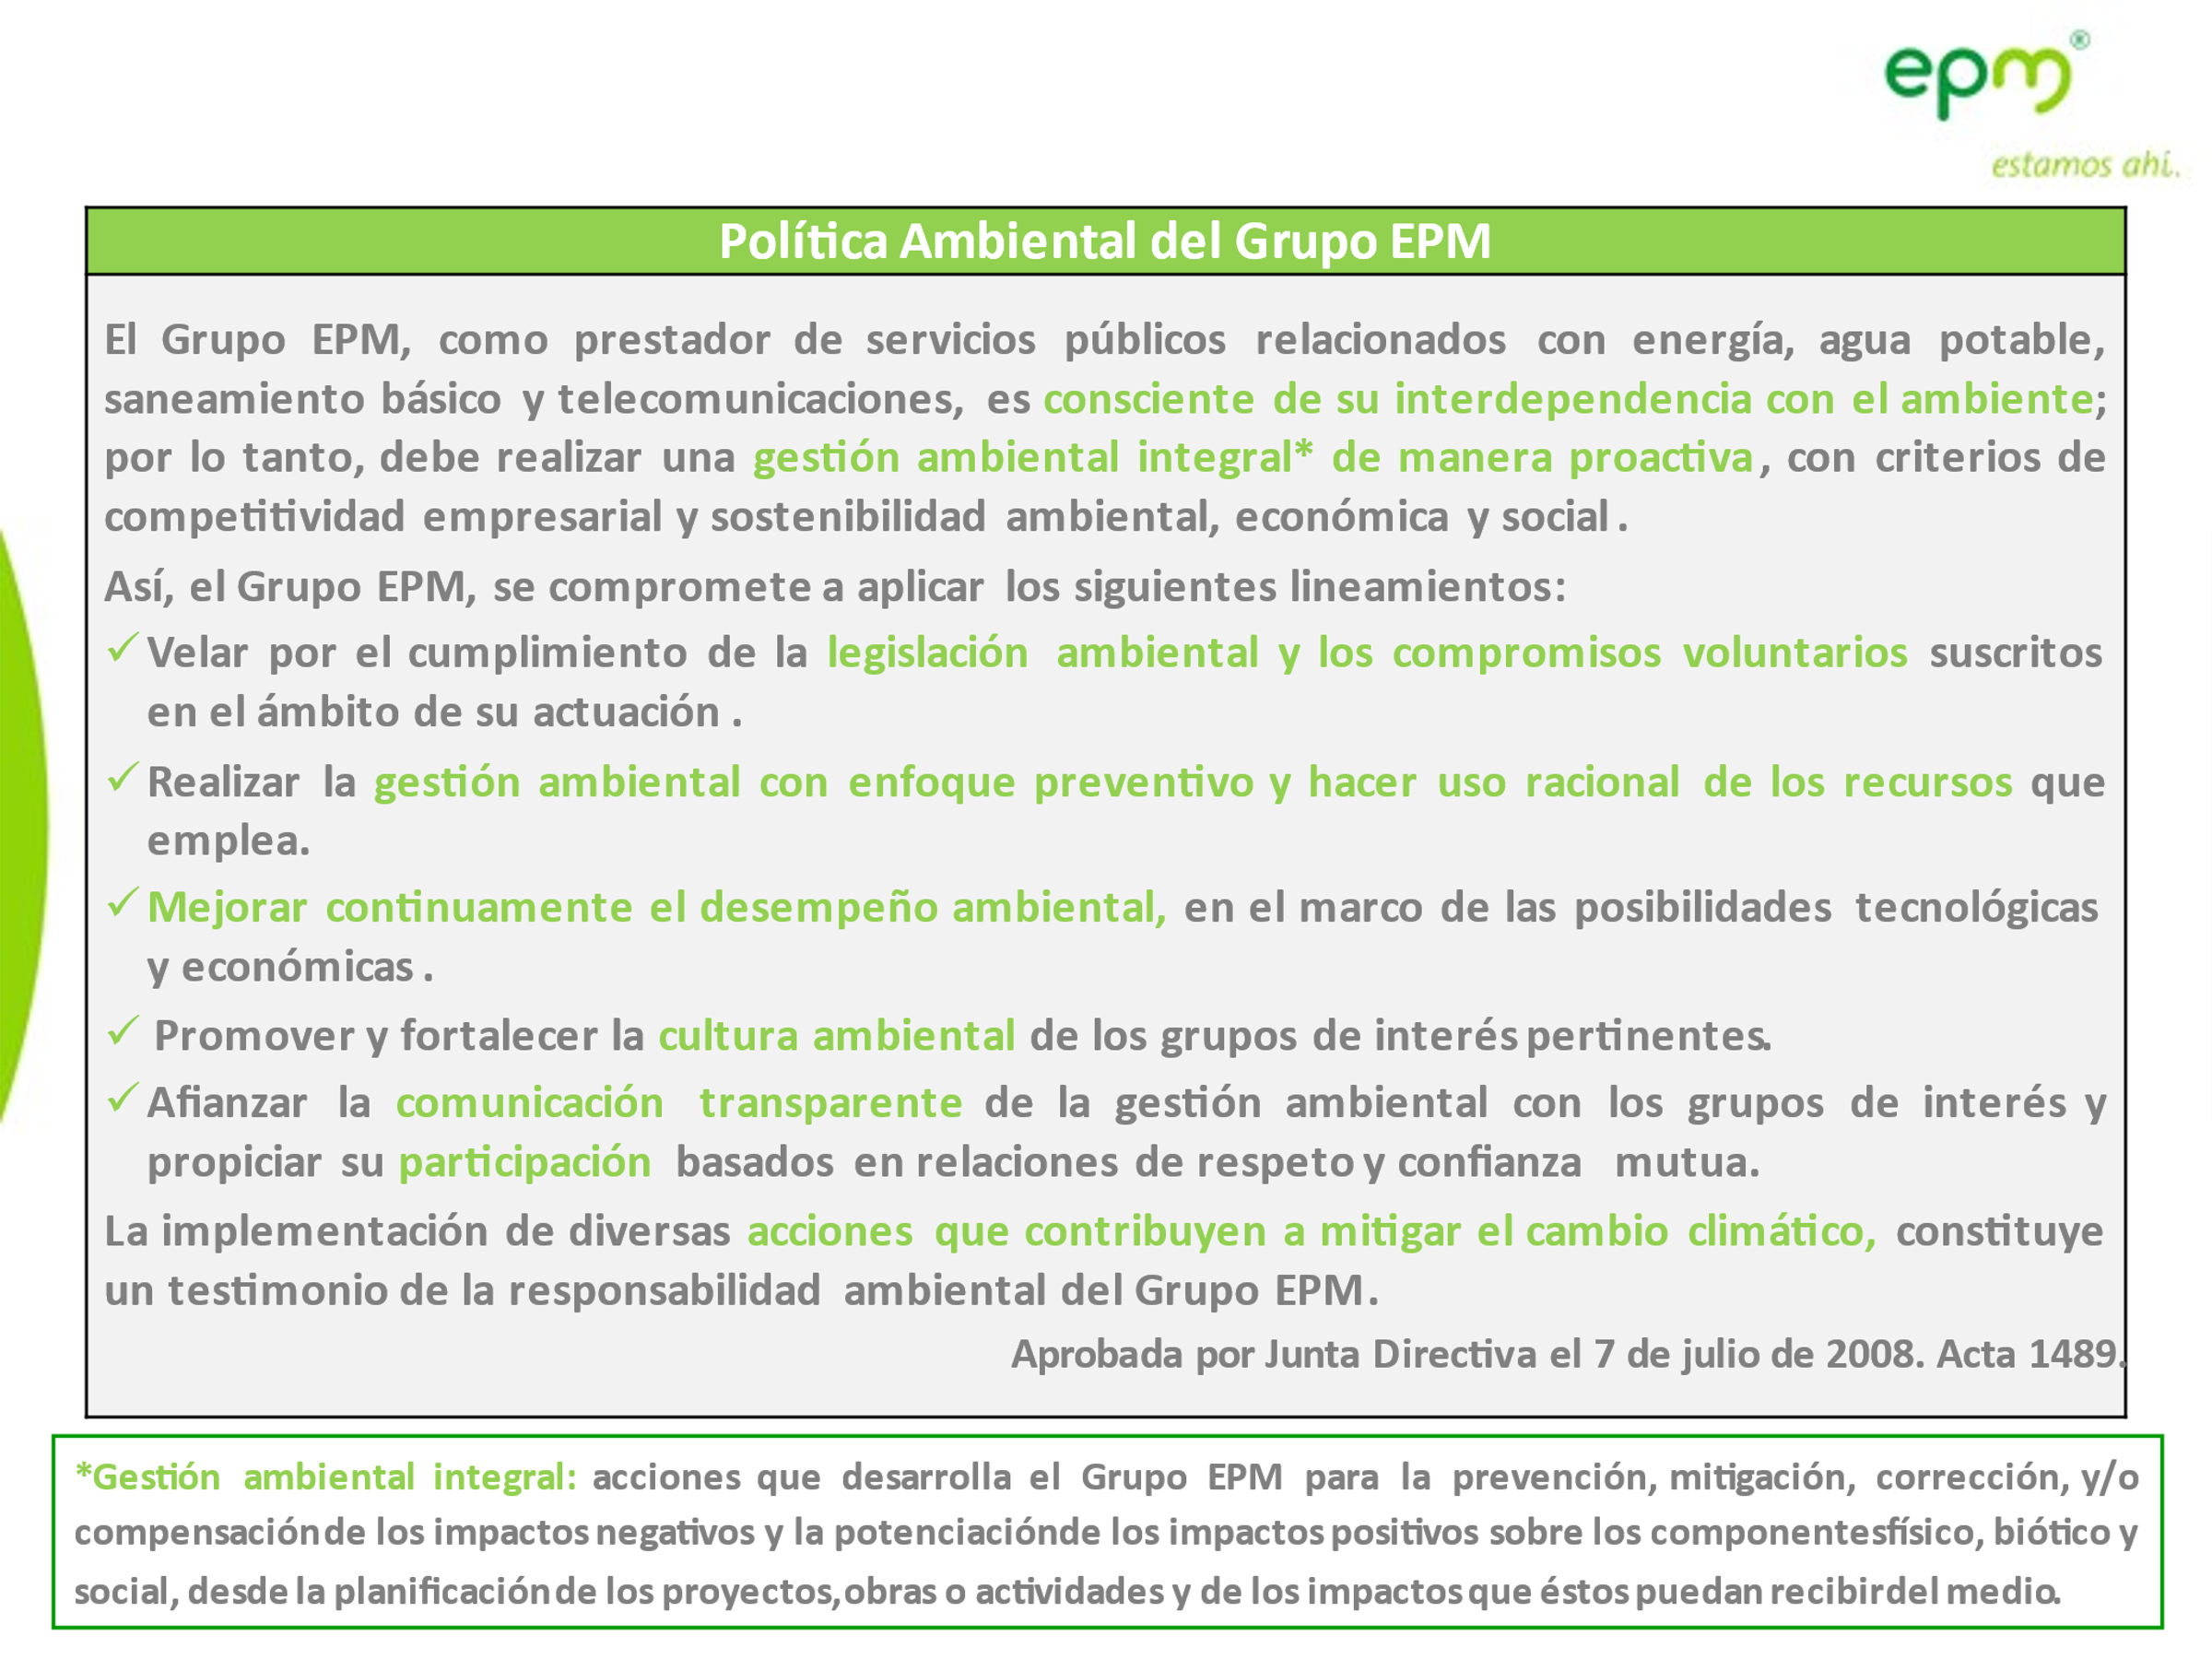 epm®
estamos ahí.
Política Ambiental del Grupo EPM
El Grupo EPM, como prestador de servicios públicos relacionados con energía, agua potable,
saneamiento básico y telecomunicaciones, es consciente de su interdependencia con el ambiente;
por lo tanto, debe realizar una gestión ambiental integral* de manera proactiva, con criterios de
competitividad empresarial y sostenibilidad ambiental, económica y social.
Así, el Grupo EPM, se compromete a aplicar los siguientes lineamientos:
✓ Velar por el cumplimiento de la legislación ambiental y los compromisos voluntarios suscritos
en el ámbito de su actuación .
✓ Realizar la gestión ambiental con enfoque preventivo y hacer uso racional de los recursos que
emplea.
✓ Mejorar continuamente el desempeño ambiental, en el marco de las posibilidades tecnológicas
y económicas .
✓ Promover y fortalecer la cultura ambiental de los grupos de interés pertinentes.
✓ Afianzar la comunicación transparente de la gestión ambiental con los grupos de interés y
propiciar su participación basados en relaciones de respeto y confianza mutua.
La implementación de diversas acciones que contribuyen a mitigar el cambio climático, constituye
un testimonio de la responsabilidad ambiental del Grupo EPM.
Aprobada por Junta Directiva el 7 de julio de 2008. Acta 1489.
*Gestión ambiental integral: acciones que desarrolla el Grupo EPM para la prevención, mitigación, corrección, y/o
compensación de los impactos negativos y la potenciación de los impactos positivos sobre los componentes físico, biótico y
social, desde la planificación de los proyectos, obras o actividades y de los impactos que éstos puedan recibir del medio.